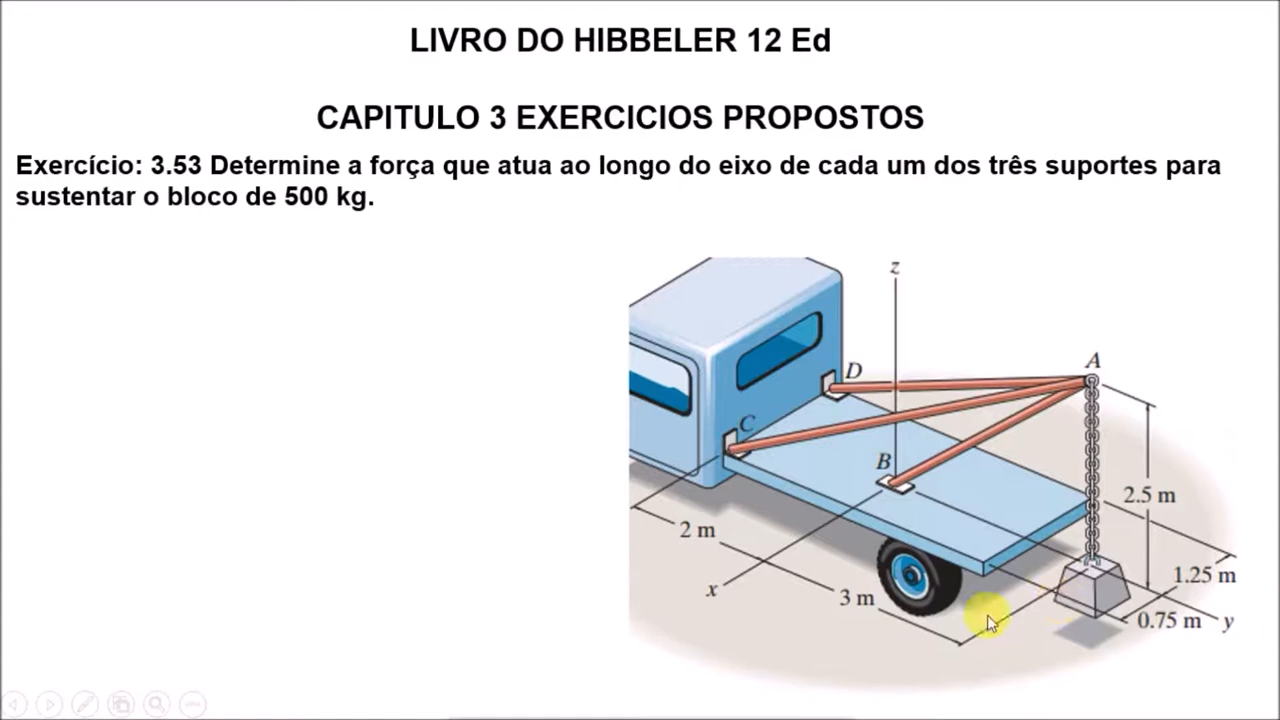 LIVRO DO HIBBELER 12 Ed
CAPITULO 3 EXERCICIOS PROPOSTOS
Exercício: 3.53 Determine a força que atua ao longo do eixo de cada um dos três suportes para
sustentar o bloco de 500 kg.
z
A
D
C
B
2.5 m
2 m
1.25 m
x
3 m
0.75 m
y